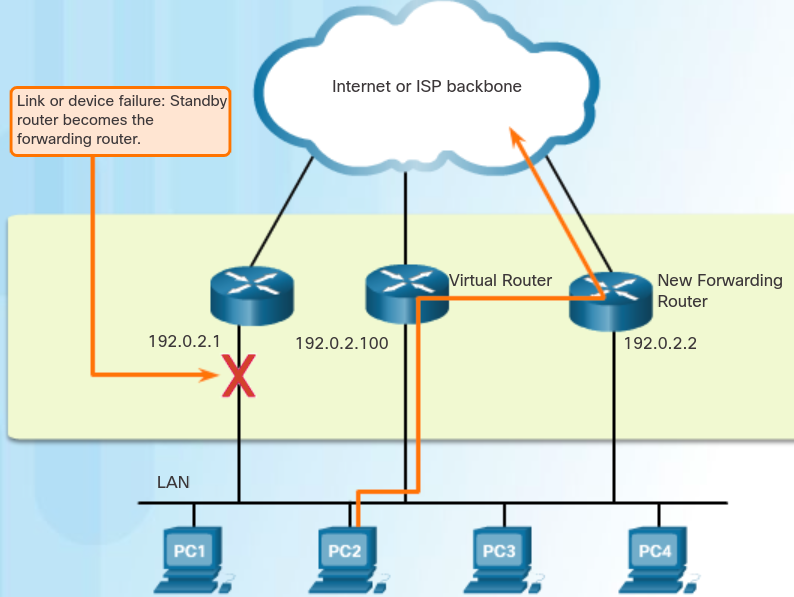 Internet or ISP backbone
Link or device failure: Standby
router becomes the
forwarding router.
Virtual Router
New Forwarding
Router
192.0.2.1
192.0.2.100
192.0.2.2
X
LAN
PC1
PC2
PC3
PC4